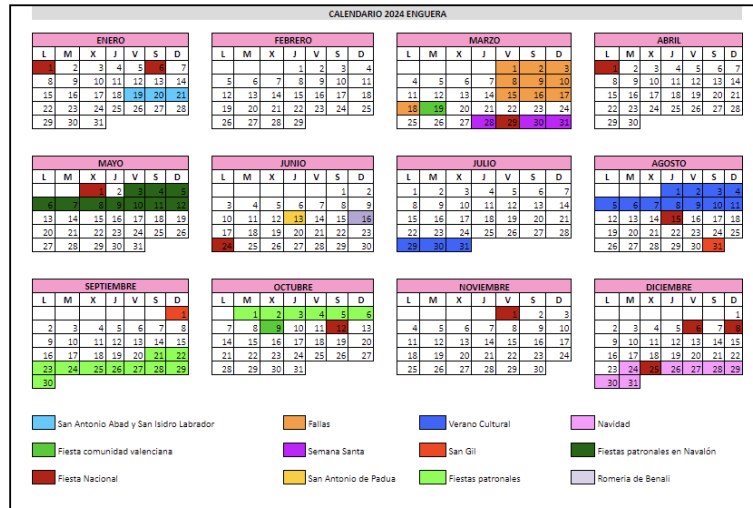 CALENDARIO 2024 ENGUERA
ENERO FEBRERO MARZO ABRIL
L M X J V S D L M X J V S D L M X J V S D L M X J V S D
1 2 3 4 5 6 7 1 2 3 4 1 2 3 1 2 3 4 5 6 7
8 9 10 11 12 13 14 5 6 7 8 9 10 11 4 5 6 7 8 9 10 8 9 10 11 12 13 14
15 16 17 18 19 20 21 12 13 14 15 16 17 18 11 12 13 14 15 16 17 15 16 17 18 19 20 21
22 23 24 25 26 27 28 19 20 21 22 23 24 25 18 19 20 21 22 23 24 22 23 24 25 26 27 28
29 30 31 26 27 28 29 25 26 27 28 29 30 31 29 30
MAYO JUNIO JULIO AGOSTO
L M X J V S D L M X J V S D L M X J V S D L M X J V S D
1 2 3 4 5 1 2 1 2 3 4 5 6 7 1 2 3 4
6 7 8 9 10 11 12 3 4 5 6 7 8 9 8 9 10 11 12 13 14 5 6 7 8 9 10 11
13 14 15 16 17 18 19 10 11 12 13 14 15 16 15 16 17 18 19 20 21 12 13 14 15 16 17 18
20 21 22 23 24 25 26 17 18 19 20 21 22 23 22 23 24 25 26 27 28 19 20 21 22 23 24 25
27 28 29 30 31 24 25 26 27 28 29 30 29 30 31 26 27 28 29 30 31
SEPTIEMBRE OCTUBRE NOVIEMBRE DICIEMBRE
L M X J V S D L M X J V S D L M X J V S D L M X J V S D
1 1 2 3 4 5 6 1 2 3 1
2 3 4 5 6 7 8 7 8 9 10 11 12 13 4 5 6 7 8 9 10 2 3 4 5 6 7 8
9 10 11 12 13 14 15 14 15 16 17 18 19 20 11 12 13 14 15 16 17 9 10 11 12 13 14 15
16 17 18 19 20 21 22 21 22 23 24 25 26 27 18 19 20 21 22 23 24 16 17 18 19 20 21 22
23 24 25 26 27 28 29 28 29 30 31 25 26 27 28 29 30 23 24 25 26 27 28 29
30 30 31
San Antonio Abad y San Isidro Labrador Fallas Verano Cultural Navidad
Fiesta comunidad valenciana Semana Santa San Gil Fiestas patronales en Navalón
Fiesta Nacional San Antonio de Padua Fiestas patronales Romeria de Benali